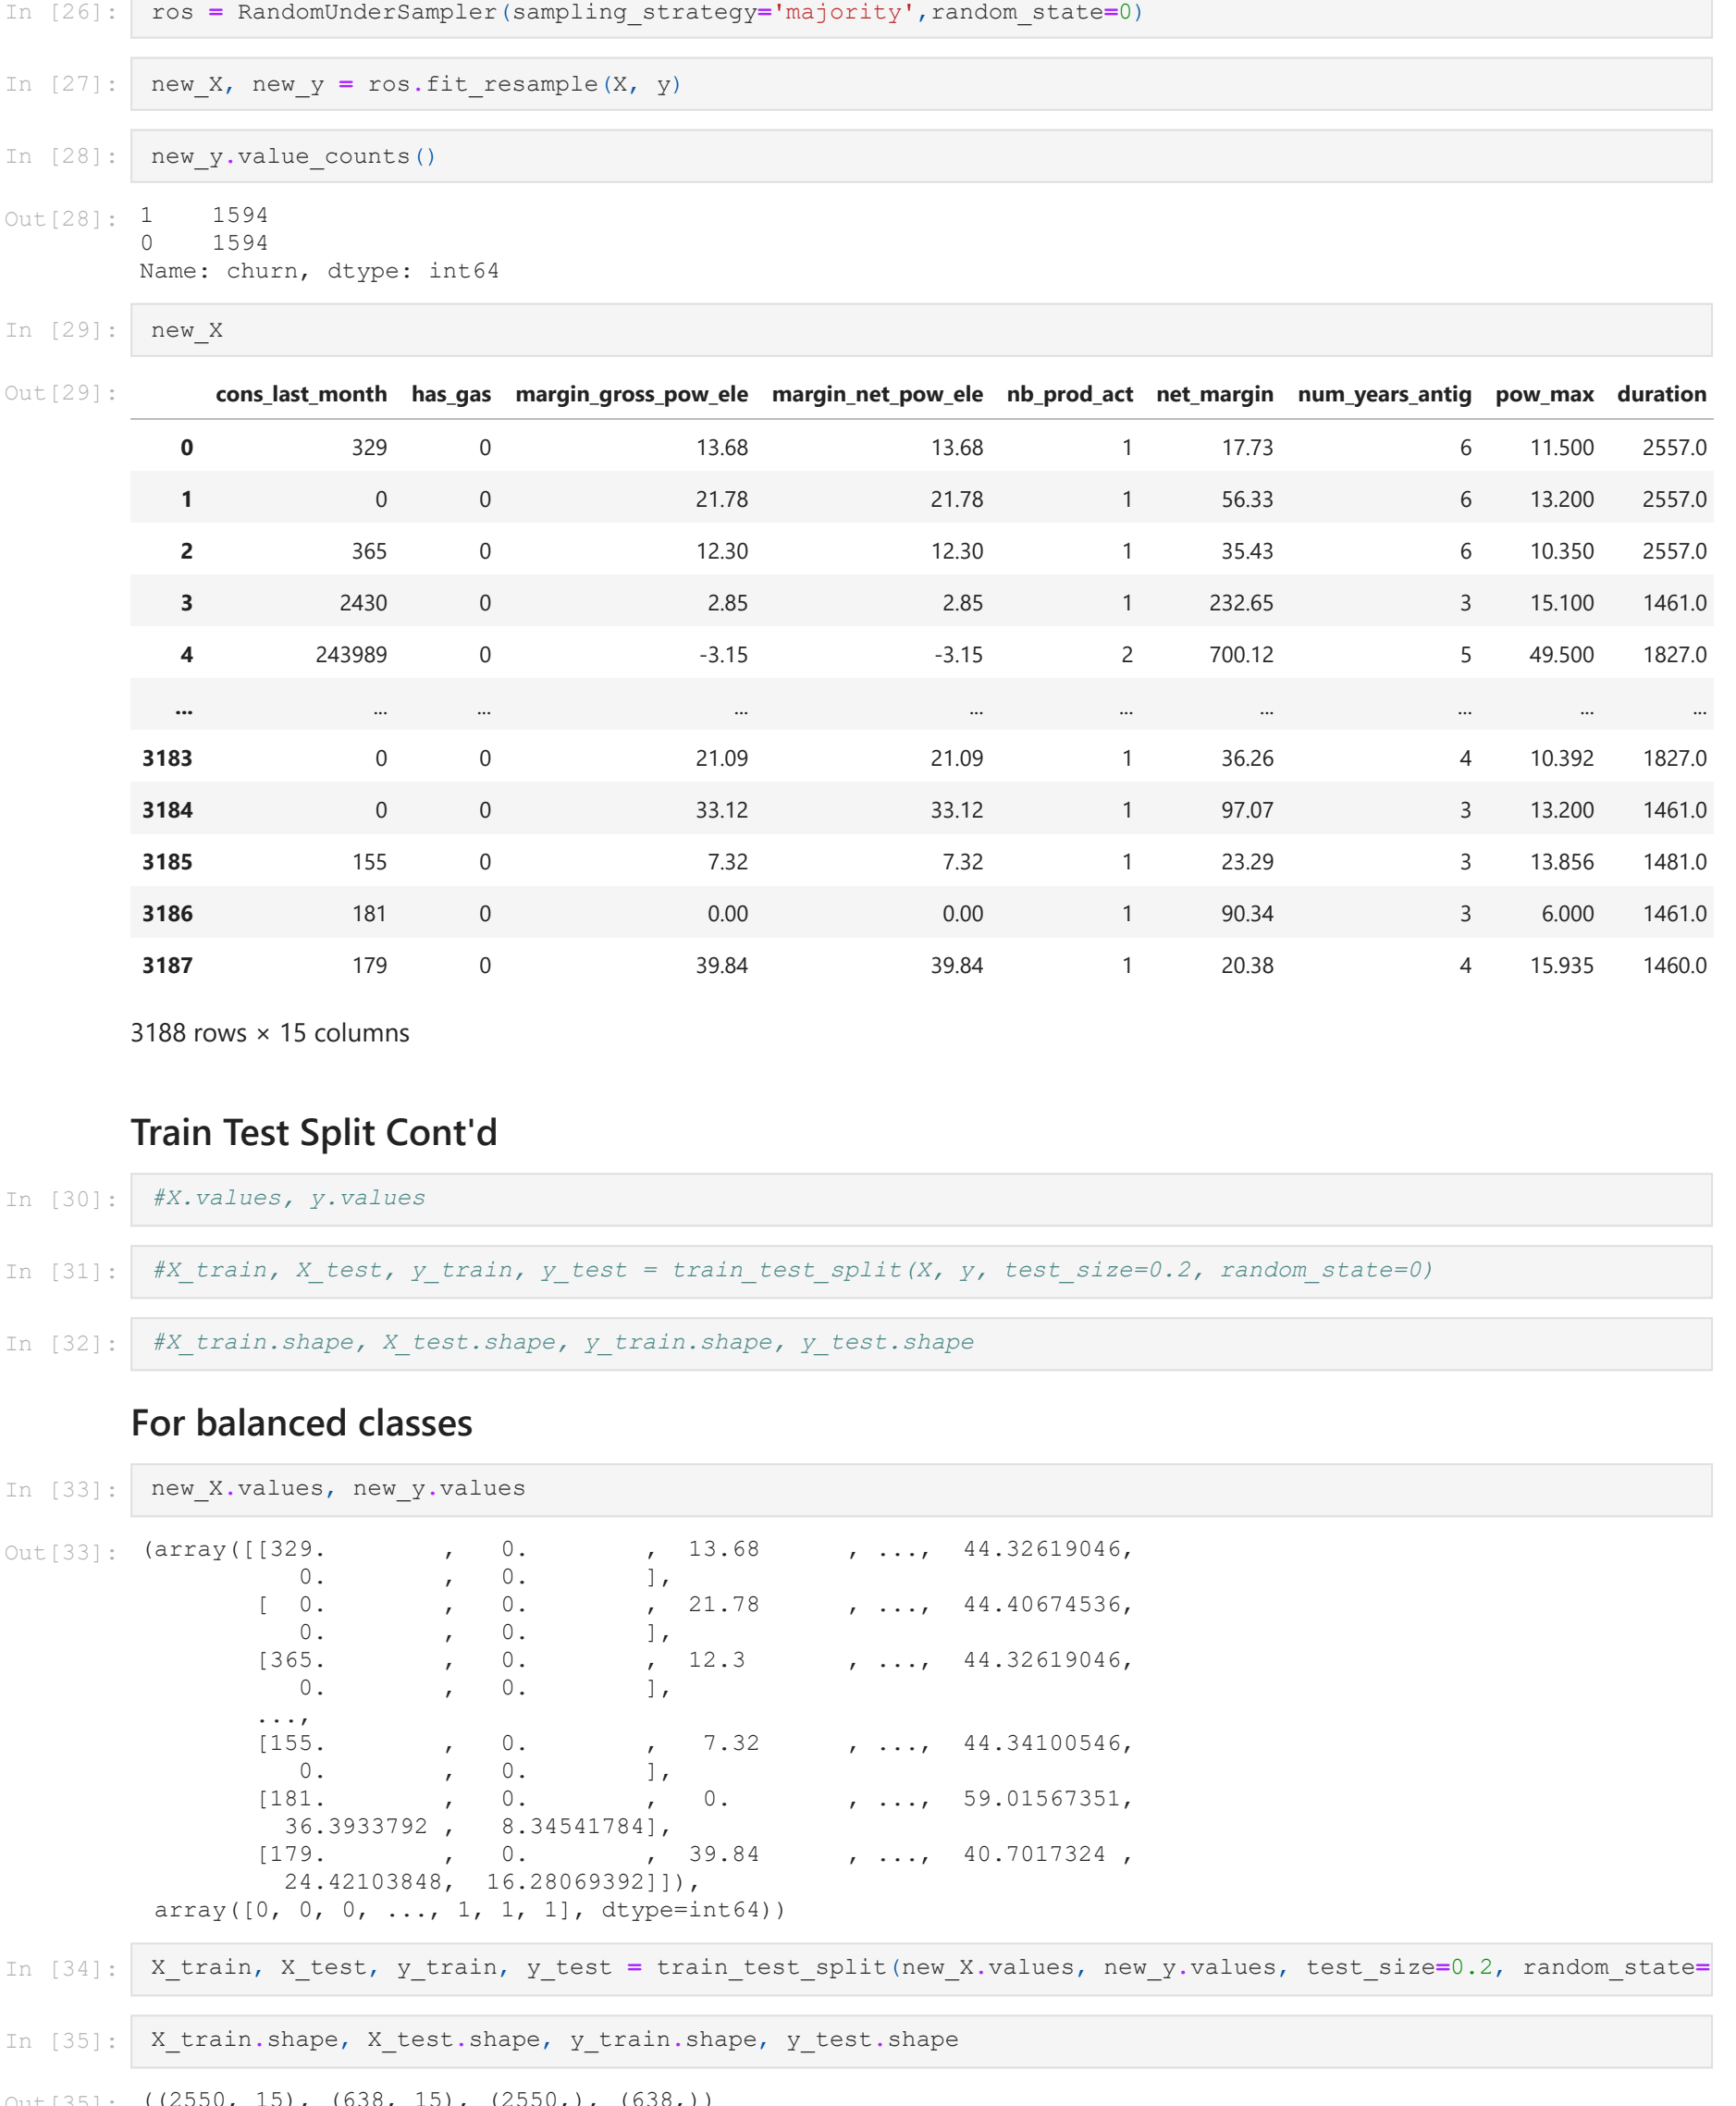 In [26]: ros = RandomUnderSampler(sampling_strategy='majority',random_state=0)
In [27]: new_X, new_y = ros.fit_resample(X, y)
In [28]: new_y.value_counts()
Out[28]: 1 1594
0 1594
Name: churn, dtype: int64
In [29]: new_X
Out[29]: cons_last_month has_gas margin_gross_pow_ele margin_net_pow_ele nb_prod_act net_margin num_years_antig pow_max duration
0 329 0 13.68 13.68 1 17.73 6 11.500 2557.0
1 0 0 21.78 21.78 1 56.33 6 13.200 2557.0
2 365 0 12.30 12.30 1 35.43 6 10.350 2557.0
3 2430 0 2.85 2.85 1 232.65 3 15.100 1461.0
4 243989 0 -3.15 -3.15 2 700.12 5 49.500 1827.0
... ... ... ... ... ... ... ... ... ...
3183 0 0 21.09 21.09 1 36.26 4 10.392 1827.0
3184 0 0 33.12 33.12 1 97.07 3 13.200 1461.0
3185 155 0 7.32 7.32 1 23.29 3 13.856 1481.0
3186 181 0 0.00 0.00 1 90.34 3 6.000 1461.0
3187 179 0 39.84 39.84 1 20.38 4 15.935 1460.0
3188 rows × 15 columns
Train Test Split Cont'd
In [30]: #X.values, y.values
In [31]: #X_train, X_test, y_train, y_test = train_test_split(X, y, test_size=0.2, random_state=0)
In [32]: #X_train.shape, X_test.shape, y_train.shape, y_test.shape
For balanced classes
In [33]: new_X.values, new_y.values
Out[33]: (array([[329. , 0. , 13.68 , ..., 44.32619046,
0. , 0. ],
[ 0. , 0. , 21.78 , ..., 44.40674536,
0. , 0. ],
[365. , 0. , 12.3 , ..., 44.32619046,
0. , 0. ],
...,
[155. , 0. , 7.32 , ..., 44.34100546,
0. , 0. ],
[181. , 0. , 0. , ..., 59.01567351,
36.3933792 , 8.34541784],
[179. , 0. , 39.84 , ..., 40.7017324 ,
24.42103848, 16.28069392]]),
array([0, 0, 0, ..., 1, 1, 1], dtype=int64))
In [34]: X_train, X_test, y_train, y_test = train_test_split(new_X.values, new_y.values, test_size=0.2, random_state=
In [35]: X_train.shape, X_test.shape, y_train.shape, y_test.shape
Out[35]: ((2550, 15), (638, 15), (2550,), (638,))